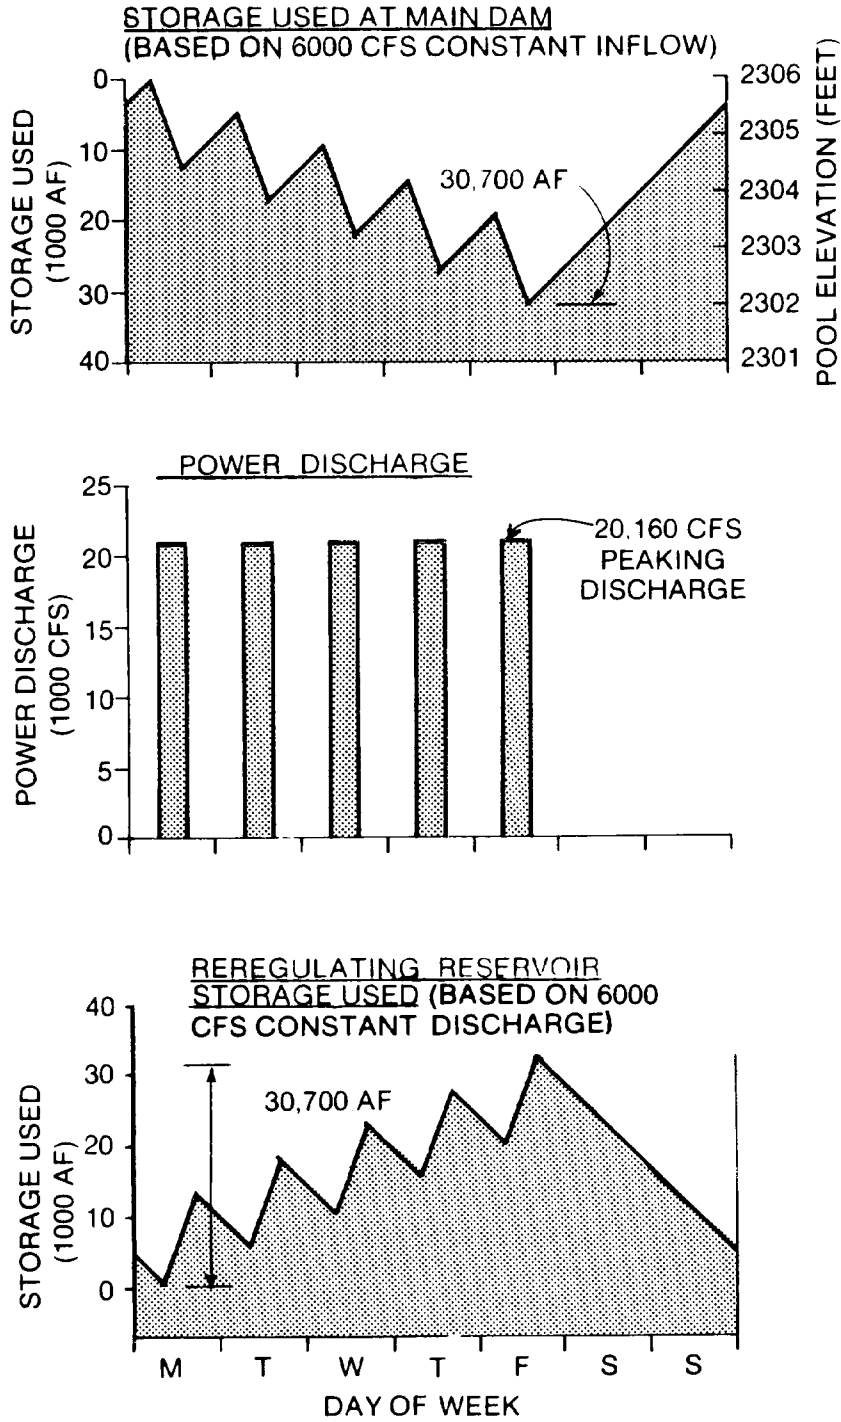 STORAGE USED AT MAIN DAM
(BASED ON 6000 CFS CONSTANT INFLOW)
STORAGE USED
(1000 AF)
0
10
20
30
40
30,700 AF
2306
2305
2304
2303
2302
2301
POOL ELEVATION (FEET)
POWER DISCHARGE
POWER DISCHARGE
(1000 CFS)
25
20
15
10
5
0
20,160 CFS
PEAKING
DISCHARGE
REREGULATING RESERVOIR
STORAGE USED (BASED ON 6000
CFS CONSTANT DISCHARGE)
STORAGE USED
(1000 AF)
40
30
20
10
0
30,700 AF
M T W T F S S
DAY OF WEEK